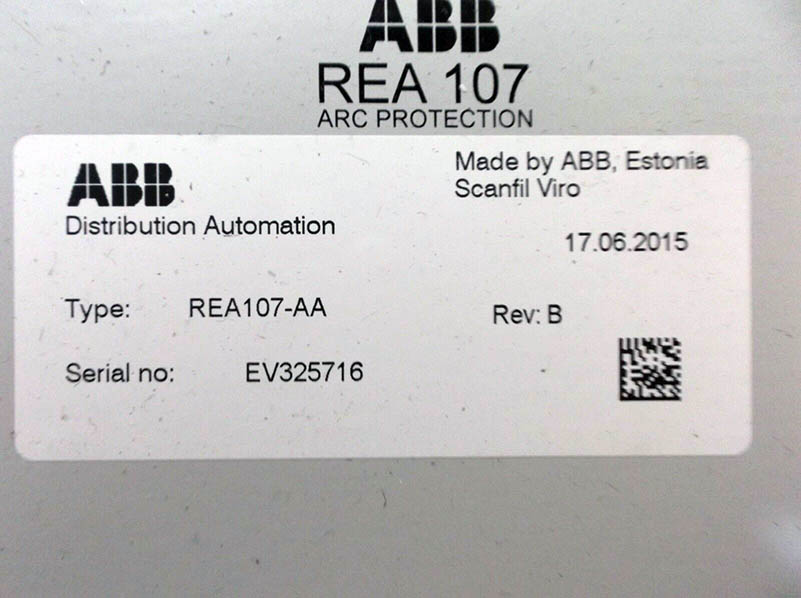 ABB
REA 107
ARC PROTECTION
ABB
Distribution Automation
Made by ABB, Estonia
Scanfil Viro
17.06.2015
Type: REA107-AA
Rev: B
Serial no: EV325716